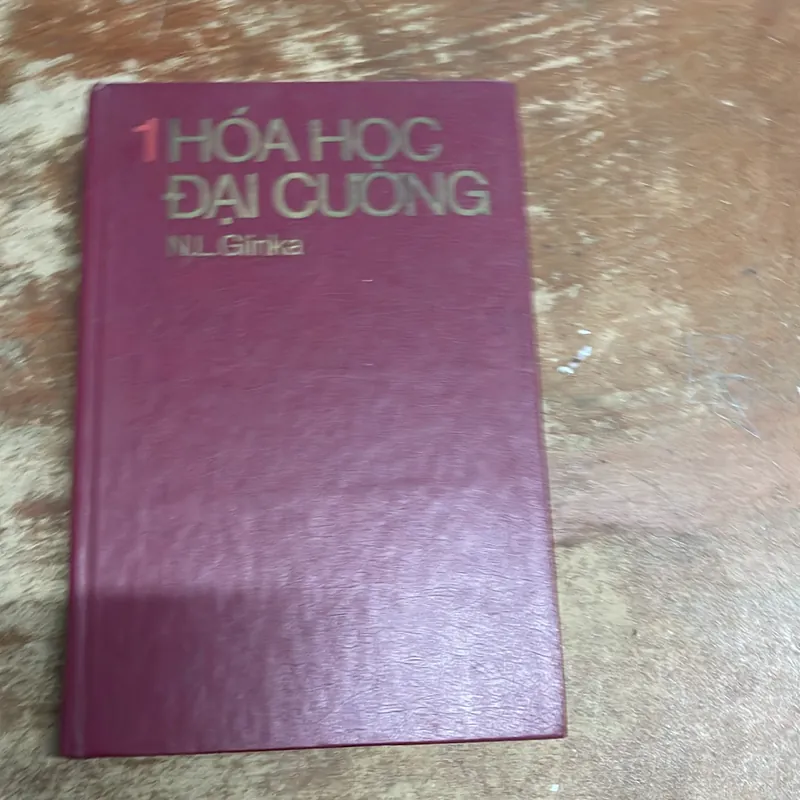 1 HÓA HỌC
ĐẠI CƯƠNG
N.L.Glinka